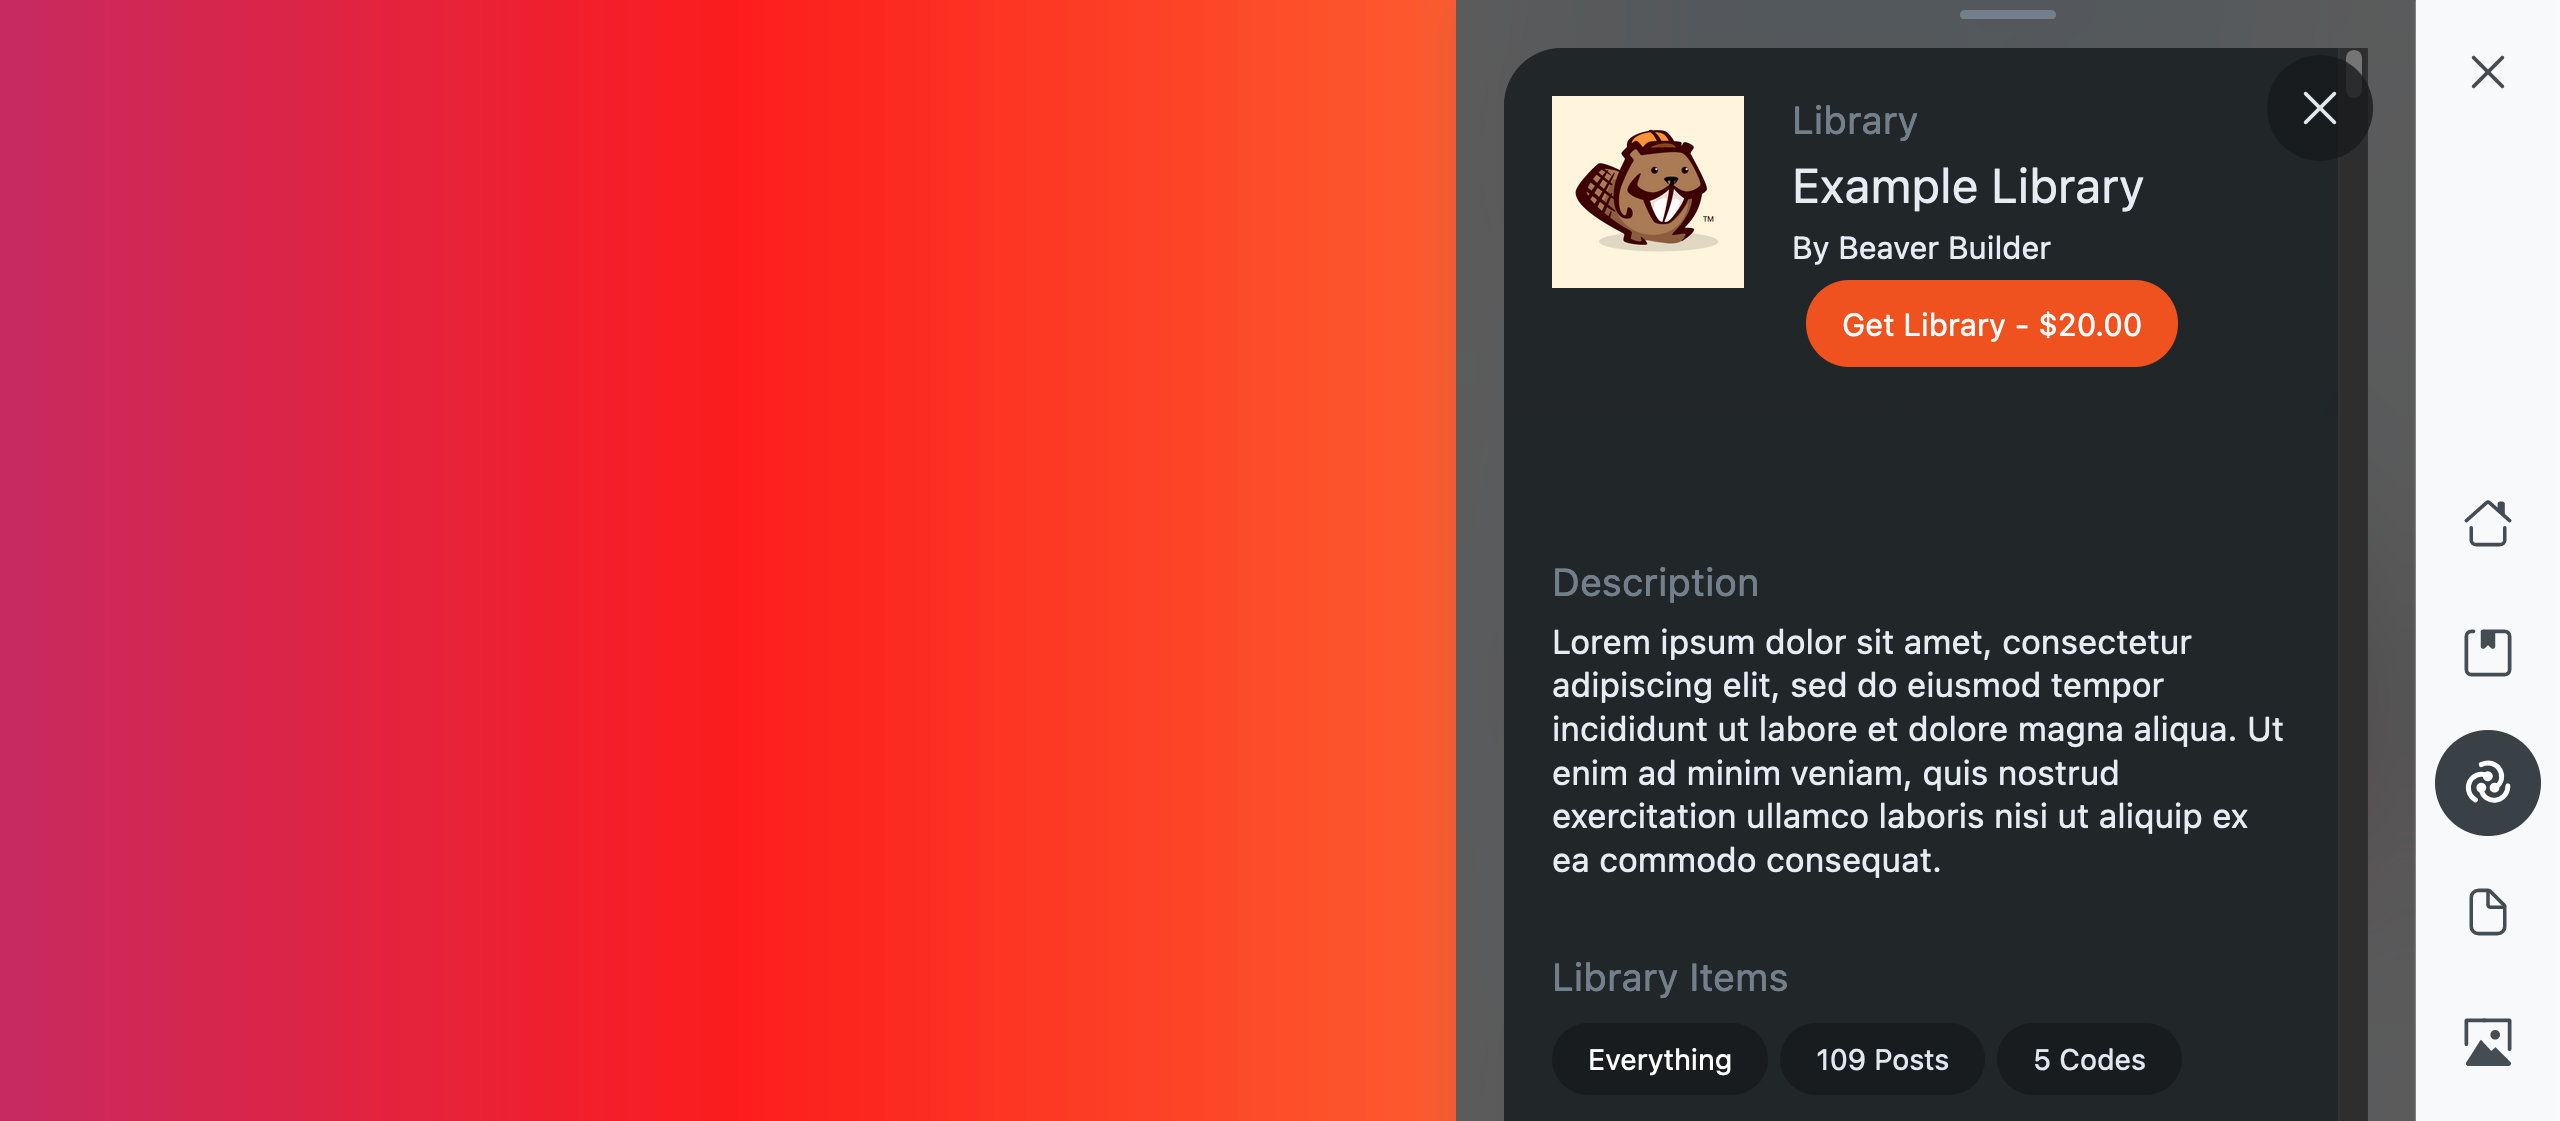 Library
Example Library
By Beaver Builder
Get Library - $20.00
TM
Description
Lorem ipsum dolor sit amet, consectetur
adipiscing elit, sed do eiusmod tempor
incididunt ut labore et dolore magna aliqua. Ut
enim ad minim veniam, quis nostrud
exercitation ullamco laboris nisi ut aliquip ex
ea commodo consequat.
Library Items
Everything
109 Posts
5 Codes